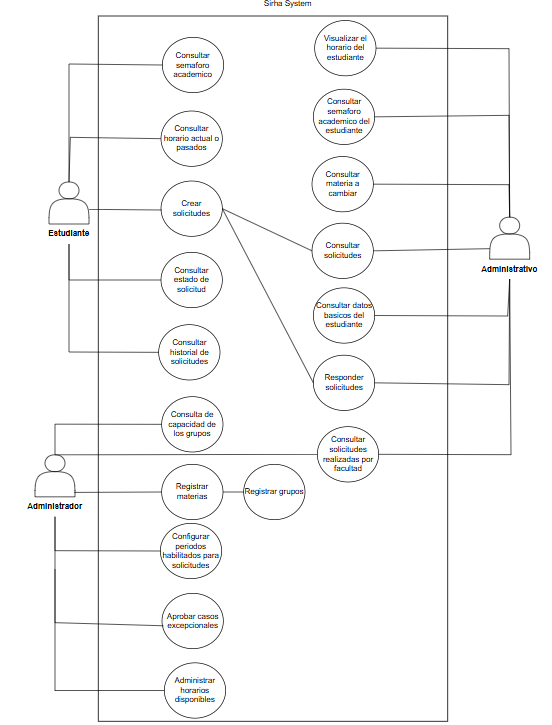 Sirha System
Consultar
semaforo
academico
Consultar
horario actual o
pasados
Crear
solicitudes
Consultar
estado de
solicitud
Consultar
historial de
solicitudes
Consulta de
capacidad de
los grupos
Registrar
materias
Registrar grupos
Configurar
periodos
habilitados para
solicitudes
Aprobar casos
excepcionales
Administrar
horarios
disponibles
Visualizar el
horario del
estudiante
Consultar
semaforo
academico del
estudiante
Consultar
materia a
cambiar
Consultar
solicitudes
Consultar datos
basicos del
estudiante
Responder
solicitudes
Consultar
solicitudes
realizadas por
facultad
Estudiante
Administrador
Administrativo